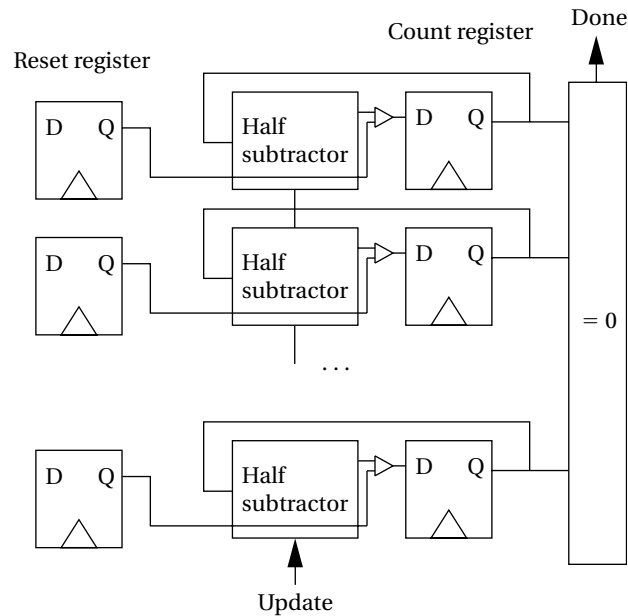 Done
Count register
Reset register
D Q
Half
subtractor
D Q
D Q
Half
subtractor
D Q
= 0
...
D Q
Half
subtractor
D Q
Update